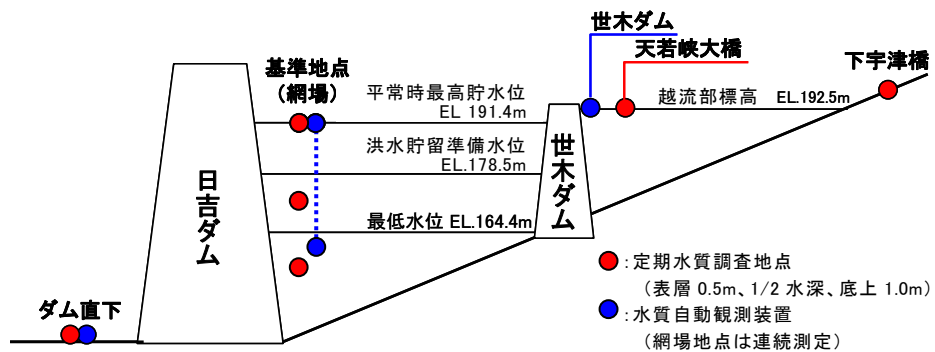 世木ダム
天若峡大橋
下宇津橋
基準地点
（網場）
平常時最高貯水位
EL 191.4m
越流部標高 EL.192.5m
洪水貯留準備水位
EL.178.5m
世木ダム
日吉ダム
最低水位 EL.164.4m
：定期水質調査地点
（表層 0.5m、1/2 水深、底上 1.0m）
：水質自動観測装置
（網場地点は連続測定）
ダム直下